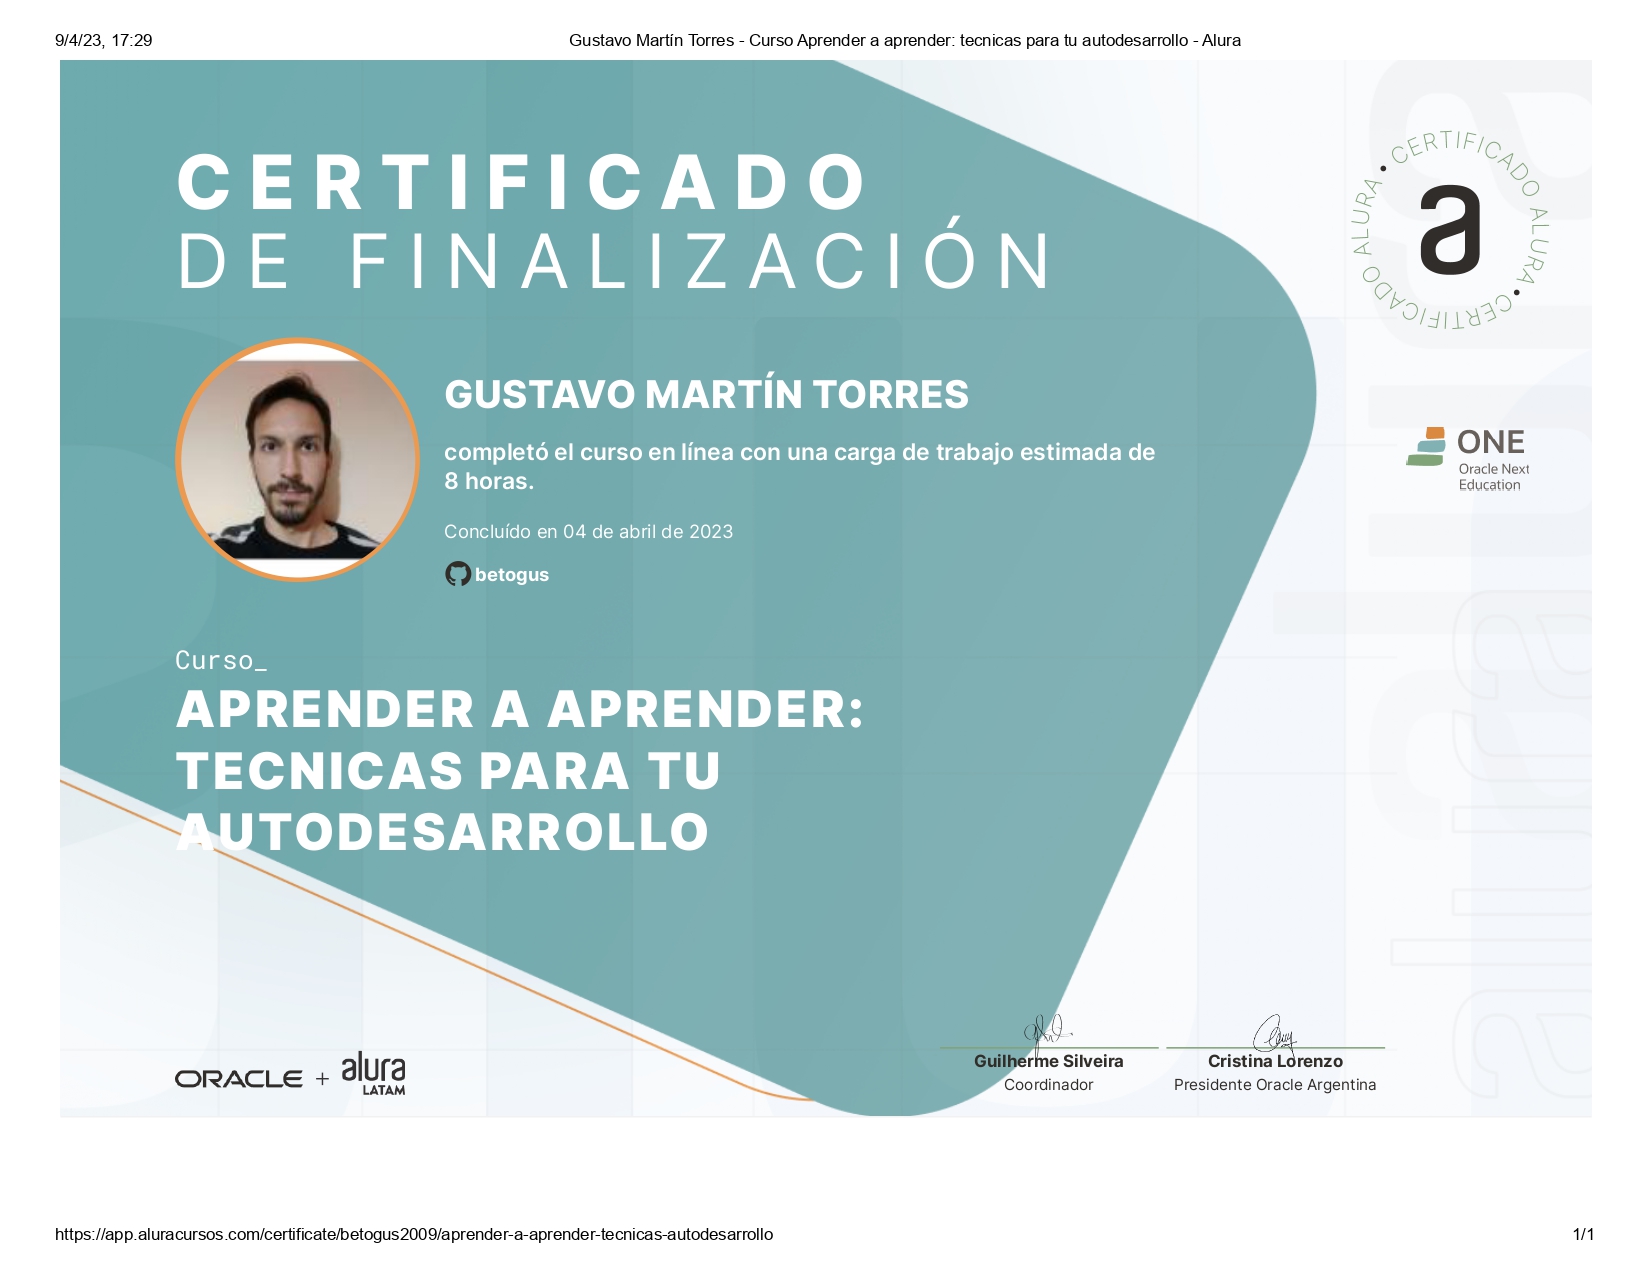 9/4/23, 17:29
Gustavo Martín Torres - Curso Aprender a aprender: tecnicas para tu autodesarrollo - Alura
CERTIFICADO
DE FINALIZACIÓN
• CERTIFICADO ALURA • CERTIFICADO ALURA
a
GUSTAVO MARTÍN TORRES
completó el curso en línea con una carga de trabajo estimada de
8 horas.
Concluído en 04 de abril de 2023
betogus
ONE
Oracle Next
Education
Curso_
APRENDER A APRENDER:
TECNICAS PARA TU
AUTODESARROLLO
alura
alura
ORACLE + alura
LATAM
Guilherme Silveira
Coordinador
Cristina Lorenzo
Presidente Oracle Argentina
https://app.aluracursos.com/certificate/betogus2009/aprender-a-aprender-tecnicas-autodesarrollo
1/1